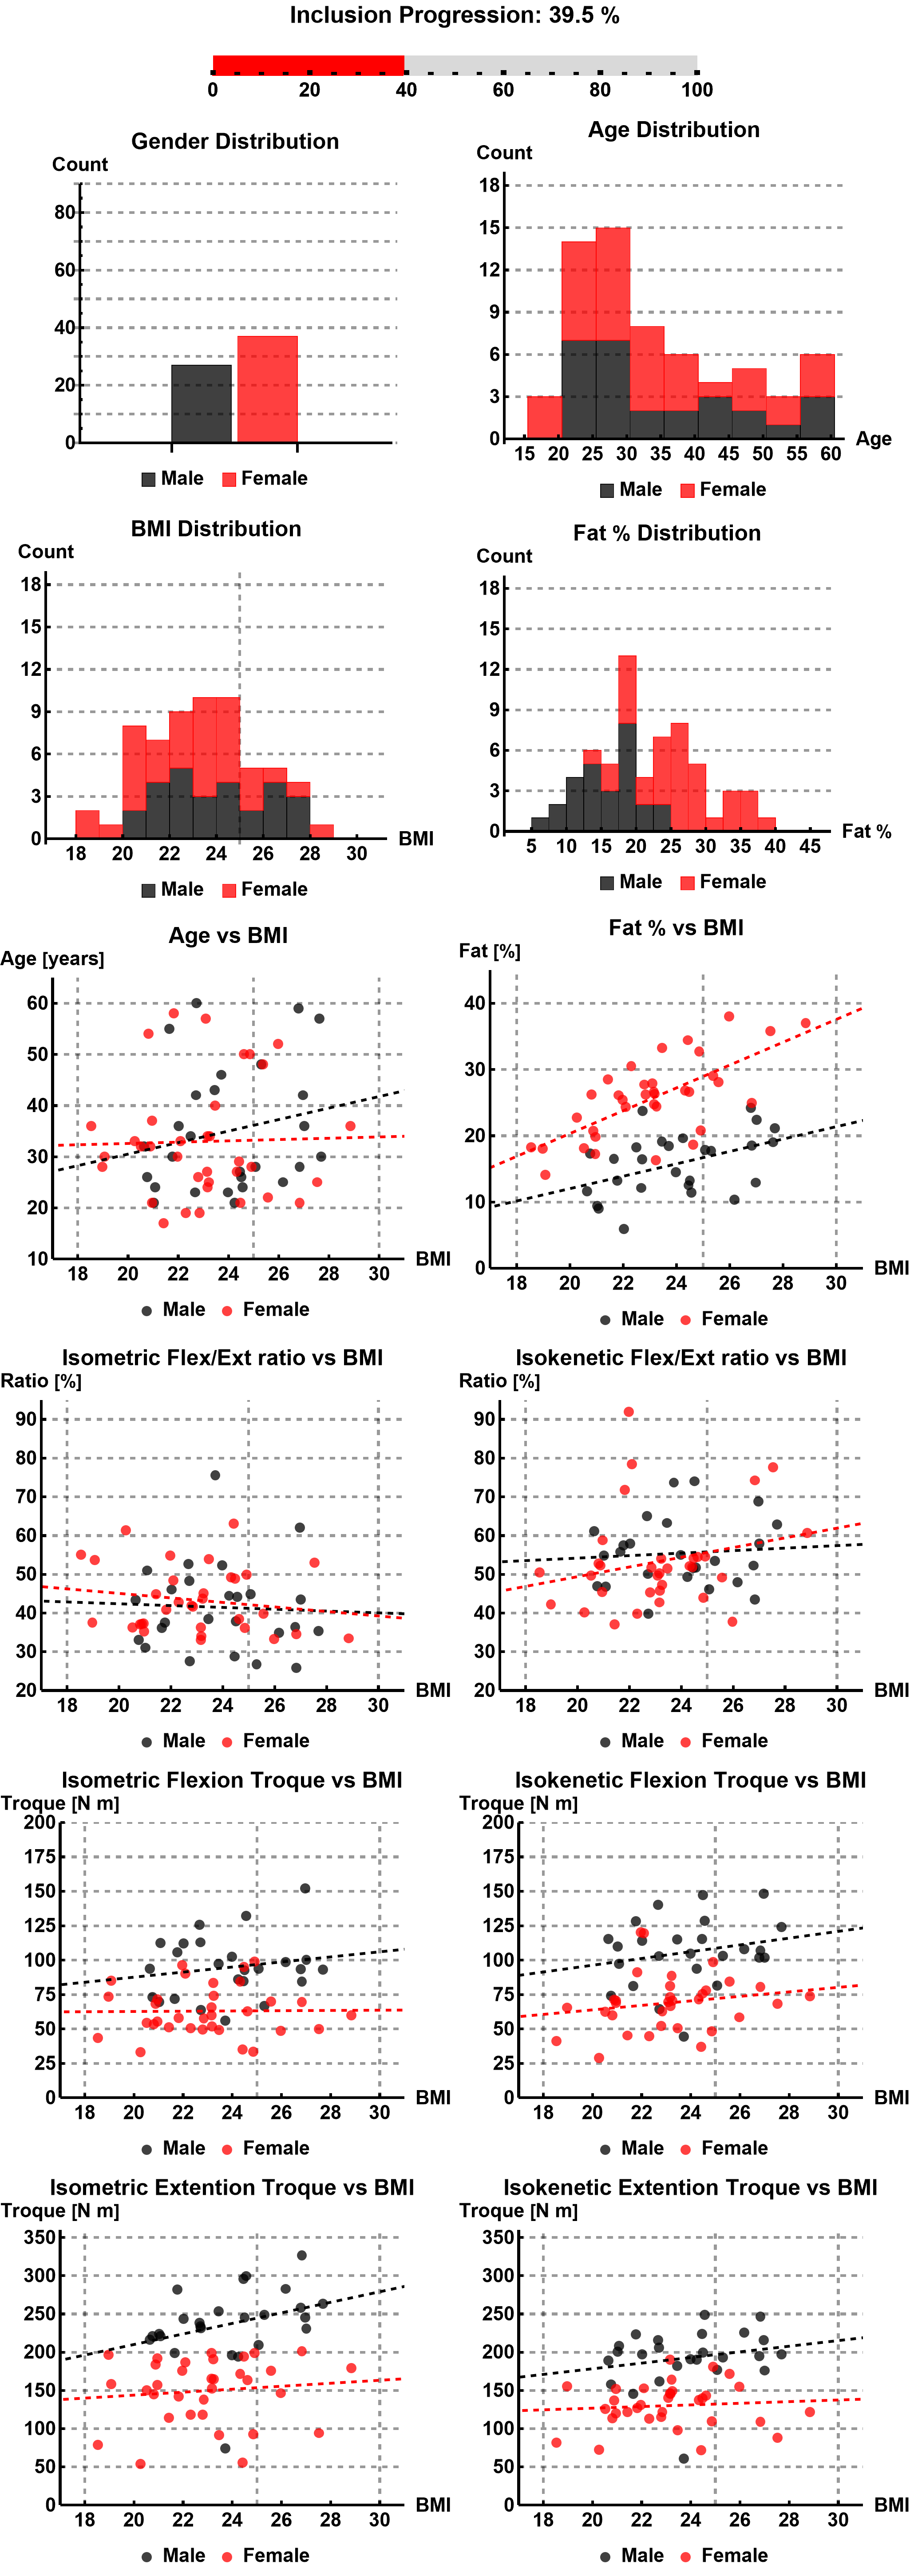 Inclusion Progression: 39.5 %
0 20 40 60 80 100
Gender Distribution
Count
80
60
40
20
0
Male Female
Age Distribution
Count
18
15
12
9
6
3
0
15 20 25 30 35 40 45 50 55 60 Age
Male Female
BMI Distribution
Count
18
15
12
9
6
3
0
18 20 22 24 26 28 30 BMI
Male Female
Fat % Distribution
Count
18
15
12
9
6
3
0
5 10 15 20 25 30 35 40 45 Fat %
Male Female
Age vs BMI
Age [years]
60
50
40
30
20
10
18 20 22 24 26 28 30 BMI
Male Female
Fat % vs BMI
Fat [%]
40
30
20
10
0
18 20 22 24 26 28 30 BMI
Male Female
Isometric Flex/Ext ratio vs BMI
Ratio [%]
90
80
70
60
50
40
30
20
18 20 22 24 26 28 30 BMI
Male Female
Isokenetic Flex/Ext ratio vs BMI
Ratio [%]
90
80
70
60
50
40
30
20
18 20 22 24 26 28 30 BMI
Male Female
Isometric Flexion Troque vs BMI
Troque [N m]
200
175
150
125
100
75
50
25
0
18 20 22 24 26 28 30 BMI
Male Female
Isokenetic Flexion Troque vs BMI
Troque [N m]
200
175
150
125
100
75
50
25
0
18 20 22 24 26 28 30 BMI
Male Female
Isometric Extention Troque vs BMI
Troque [N m]
350
300
250
200
150
100
50
0
18 20 22 24 26 28 30 BMI
Male Female
Isokenetic Extention Troque vs BMI
Troque [N m]
350
300
250
200
150
100
50
0
18 20 22 24 26 28 30 BMI
Male Female